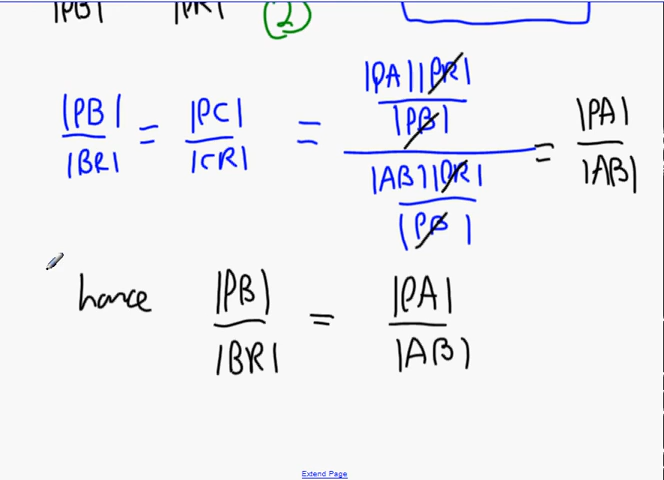 |PB| |PR| (2)
|PB|/|BR| = |PC|/|CR| = (|PA||PR|/|PB|)/(|AB||PR|/|PB|) = |PA|/|AB|
hance |PB|/|BR| = |PA|/|AB|
Extend Page